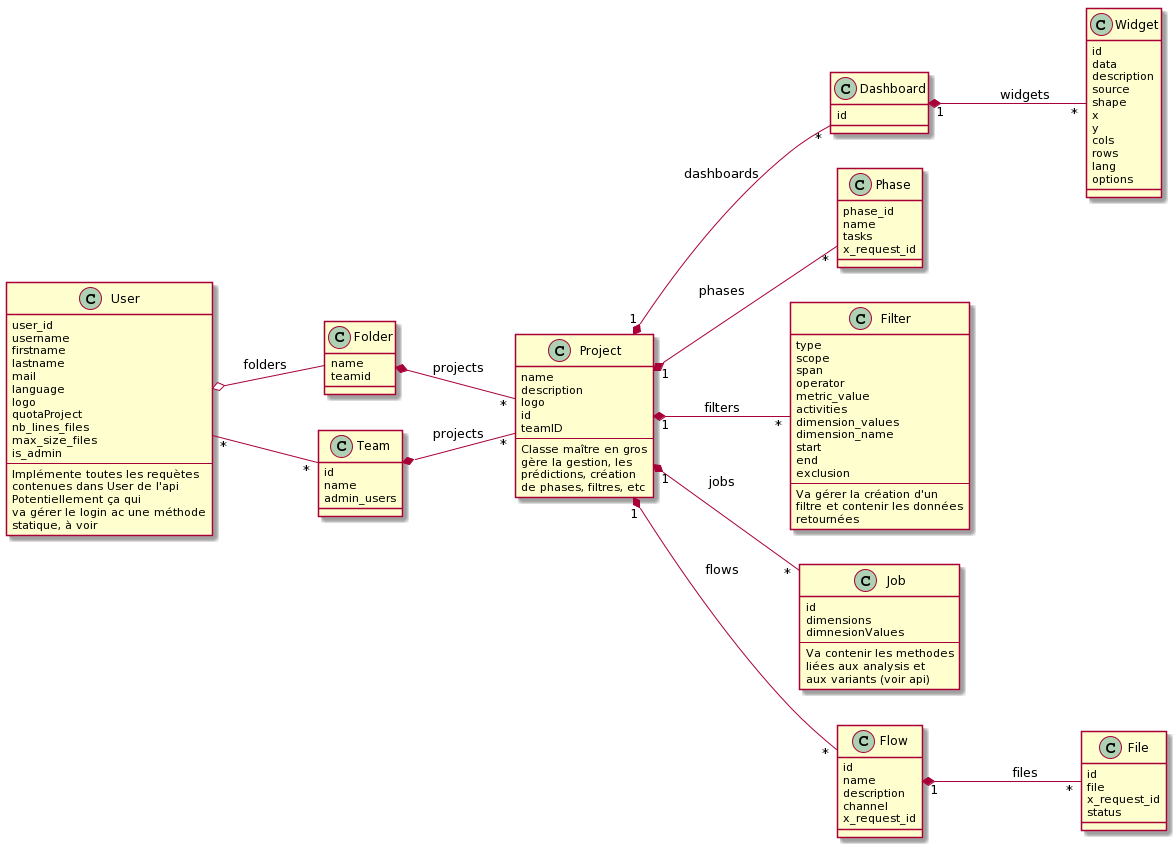 C User
user_id
username
firstname
lastname
mail
language
logo
quotaProject
nb_lines_files
max_size_files
is_admin
Implémente toutes les requètes
contenues dans User de l'api
Potentiellement ça qui
va gérer le login ac une méthode
statique, à voir
folders
*
*
C Folder
name
teamid
C Team
id
name
admin_users
projects
*
projects
*
C Project
name
description
logo
id
teamID
Classe maître en gros
gère la gestion, les
prédictions, création
de phases, filtres, etc
1
dashboards
*
1
phases
*
1
filters
*
1
jobs
*
1
flows
*
C Dashboard
id
1
widgets
*
C Widget
id
data
description
source
shape
x
y
cols
rows
lang
options
C Phase
phase_id
name
tasks
x_request_id
C Filter
type
scope
span
operator
metric_value
activities
dimension_values
dimension_name
start
end
exclusion
Va gérer la création d'un
filtre et contenir les données
retournées
C Job
id
dimensions
dimnesionValues
Va contenir les methodes
liées aux analysis et
aux variants (voir api)
C Flow
id
name
description
channel
x_request_id
1
files
*
C File
id
file
x_request_id
status